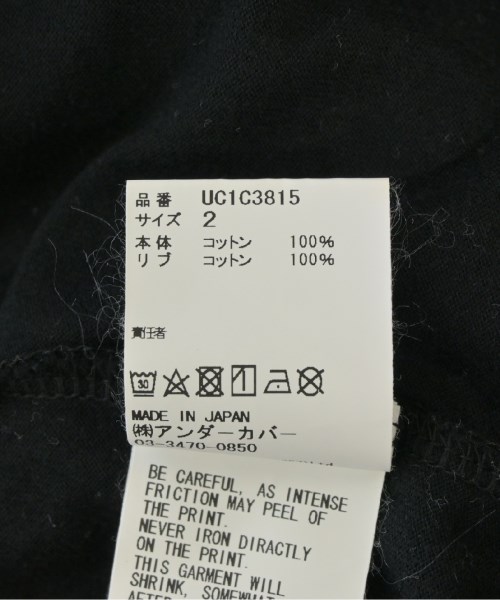 品番 UC1C3815
サイズ 2
本体 コットン 100%
リブ コットン 100%
責任者
30
MADE IN JAPAN
(株)アンダーカバー
03-3470-0850
BE CAREFUL, AS INTENSE
FRICTION MAY PEEL OF
THE PRINT.
NEVER IRON DIRACTLY
ON THE PRINT.
THIS GARMENT WILL
SHRINK, SOMEWHAT